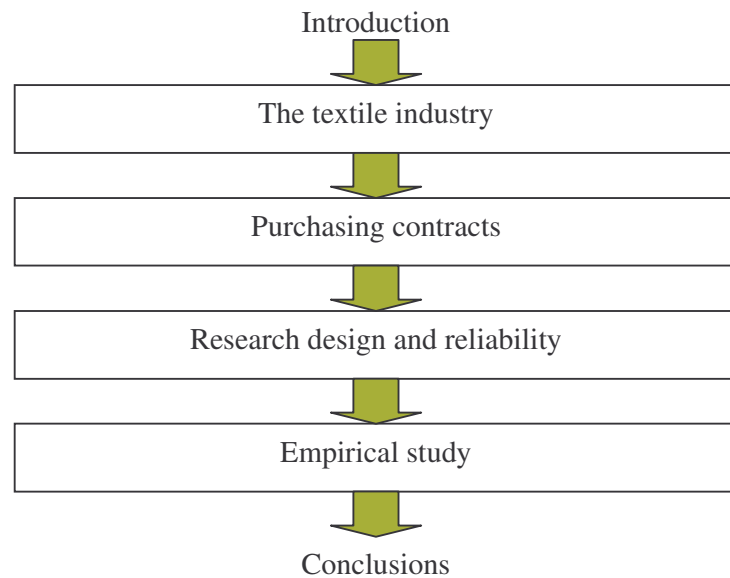 Introduction
The textile industry
Purchasing contracts
Research design and reliability
Empirical study
Conclusions